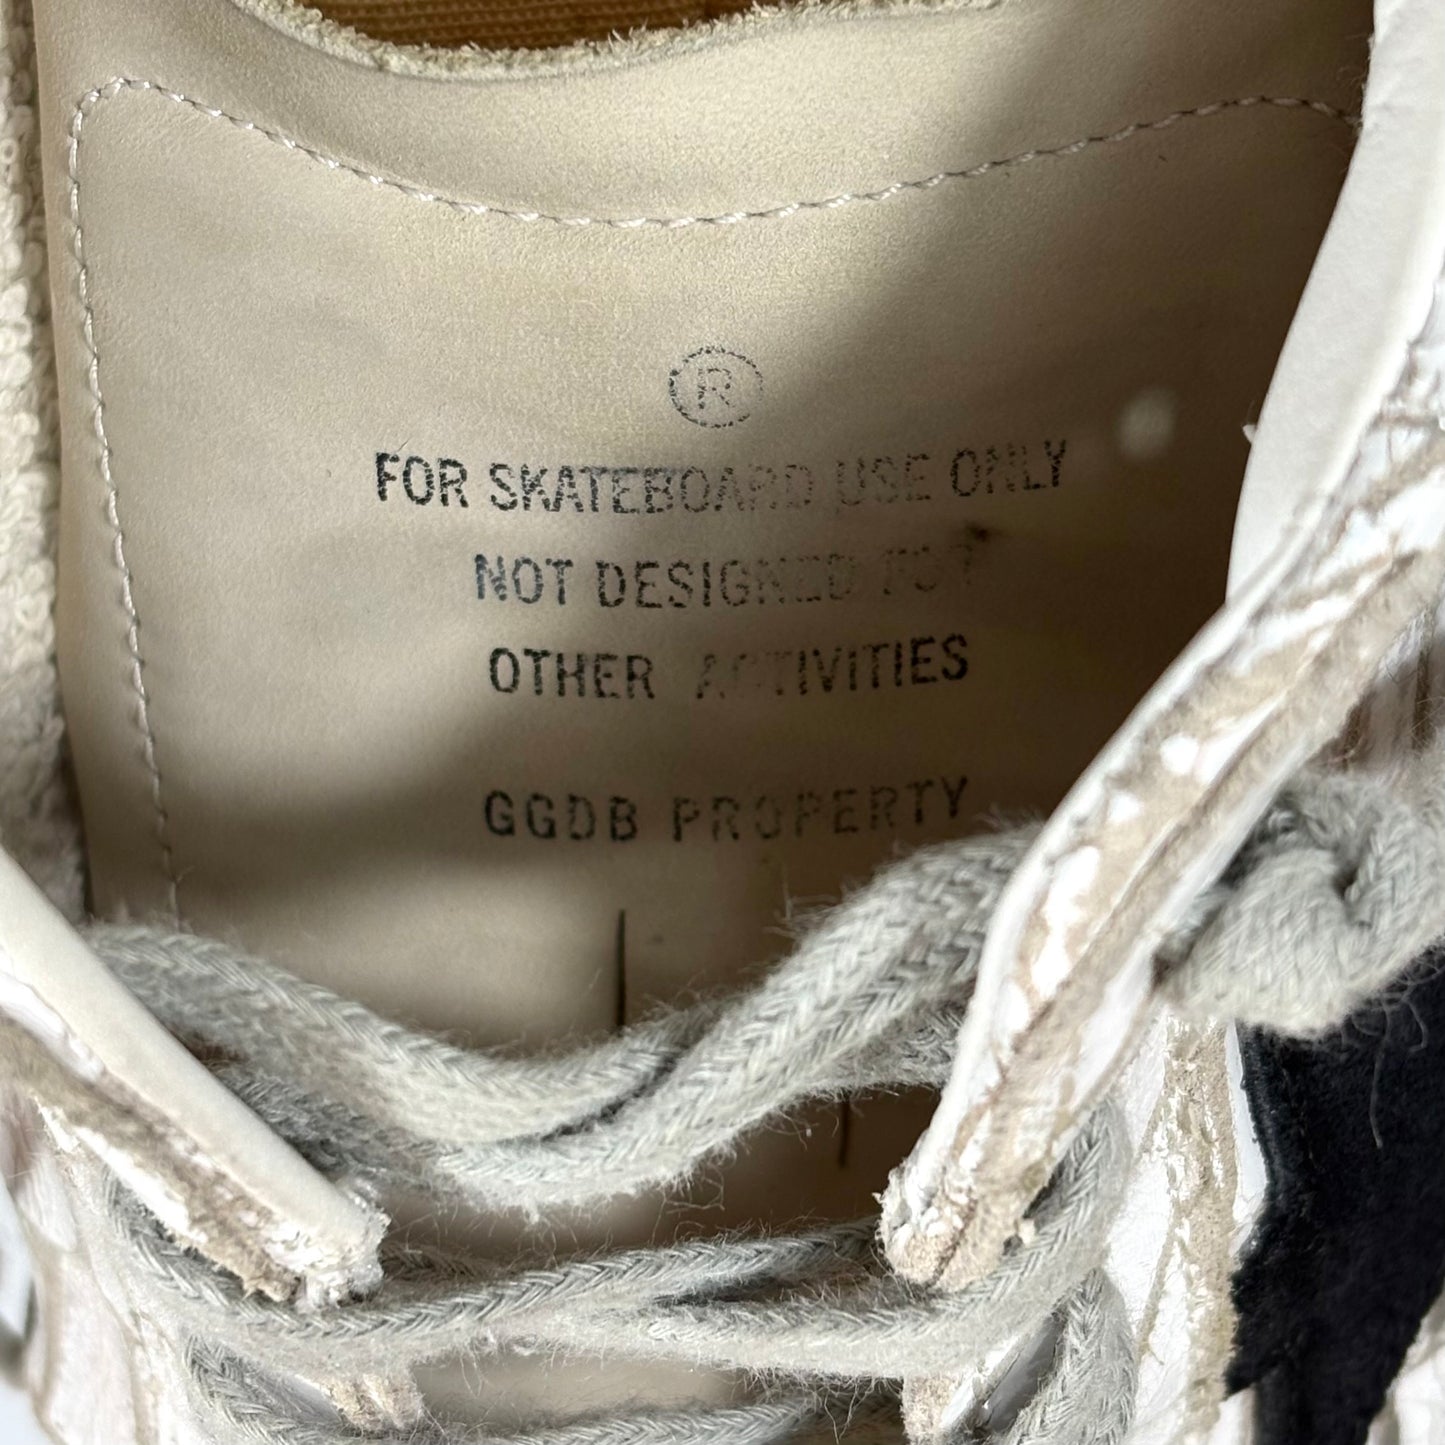 ®
FOR SKATEBOARD USE ONLY
NOT DESIGNED FOR
OTHER ACTIVITIES
GGDB PROPERTY